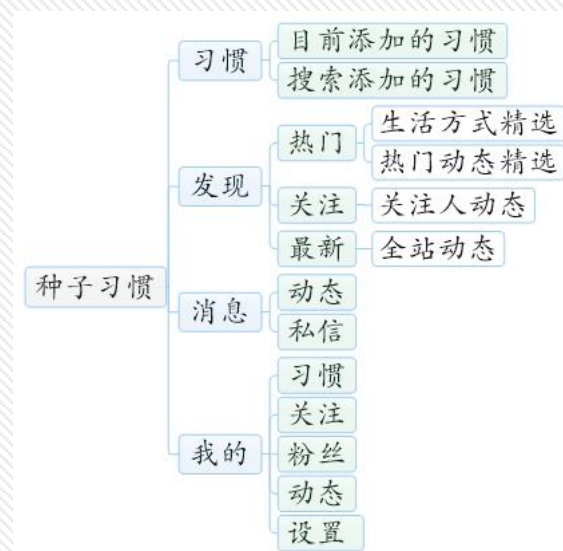 种子习惯
习惯
目前添加的习惯
搜索添加的习惯
发现
热门
生活方式精选
热门动态精选
关注
关注人动态
最新
全站动态
消息
动态
私信
我的
习惯
关注
粉丝
动态
设置